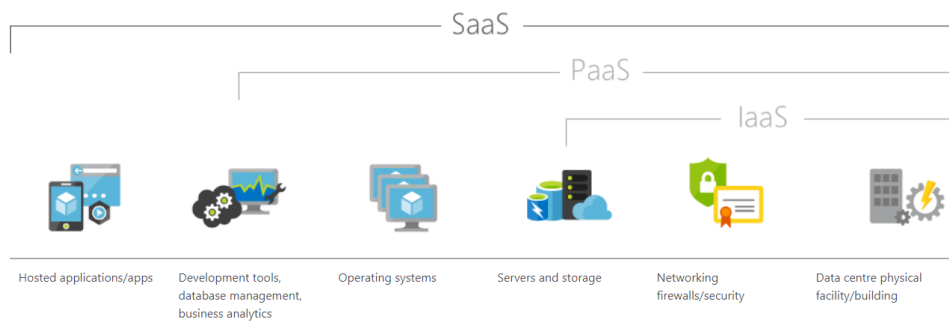 SaaS
PaaS
IaaS
Hosted applications/apps
Development tools,
database management,
business analytics
Operating systems
Servers and storage
Networking
firewalls/security
Data centre physical
facility/building